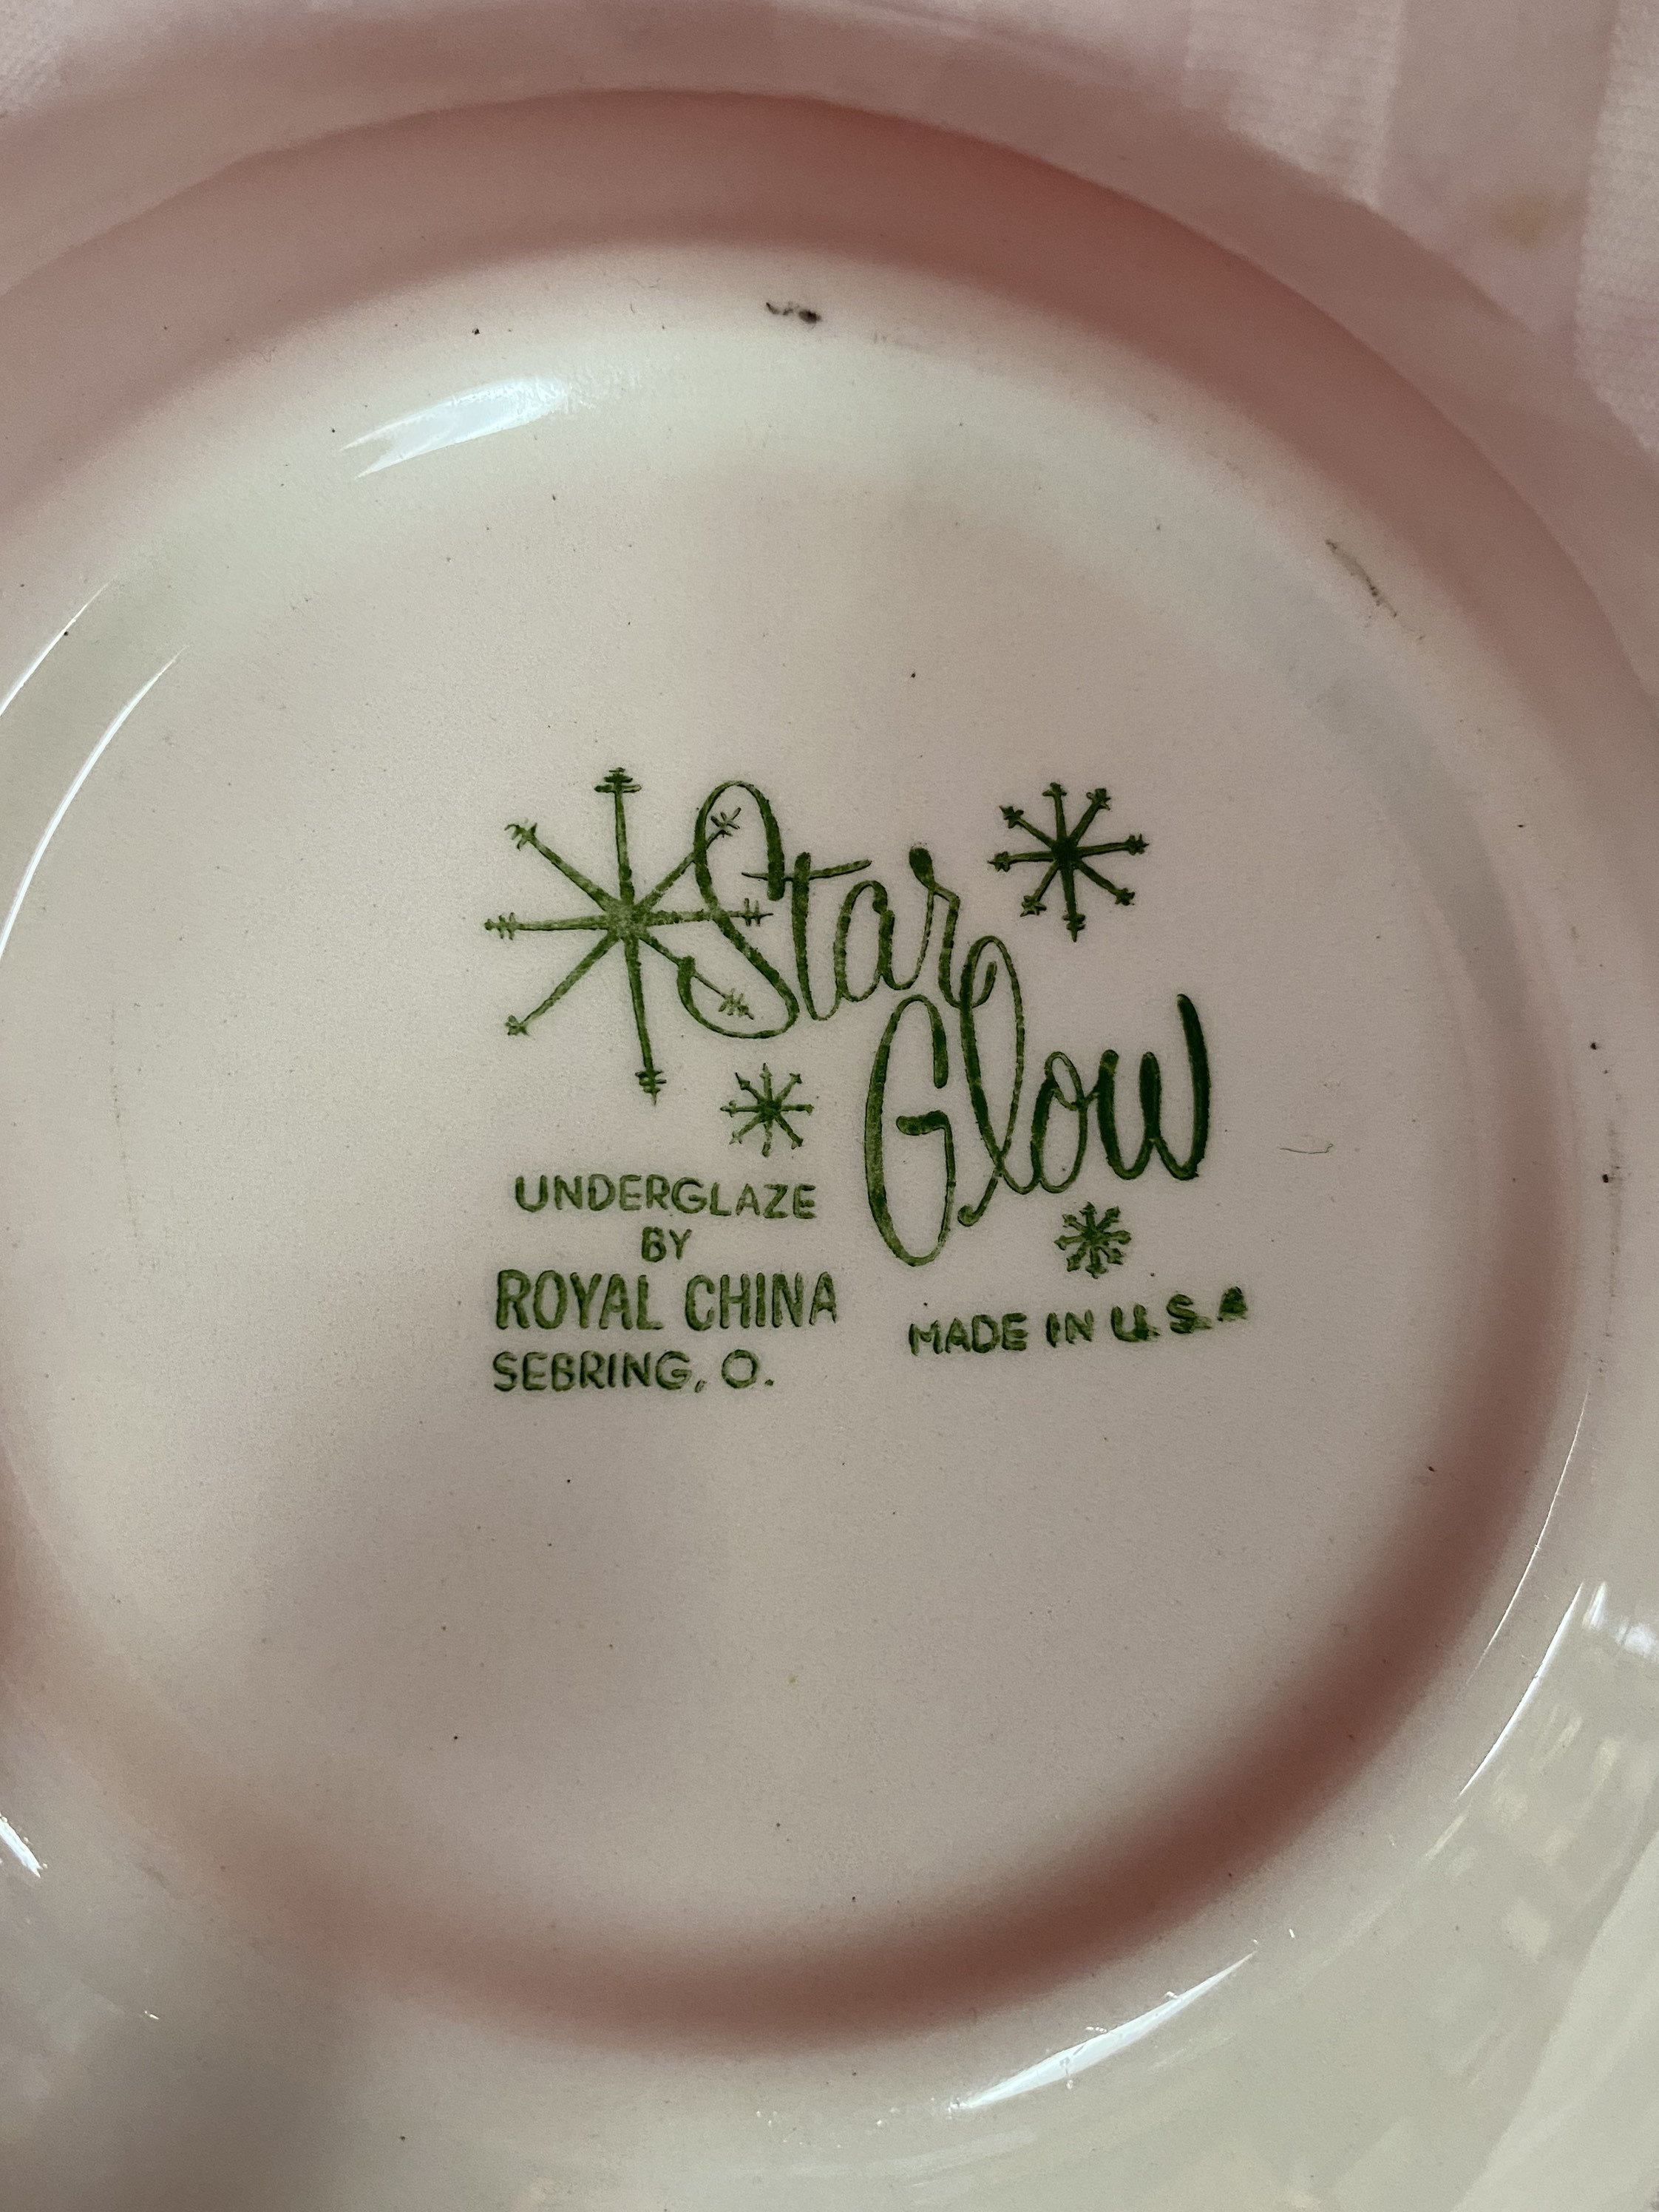 Star
Glow
UNDERGLAZE
BY
ROYAL CHINA
SEBRING, O.
MADE IN U.S.A